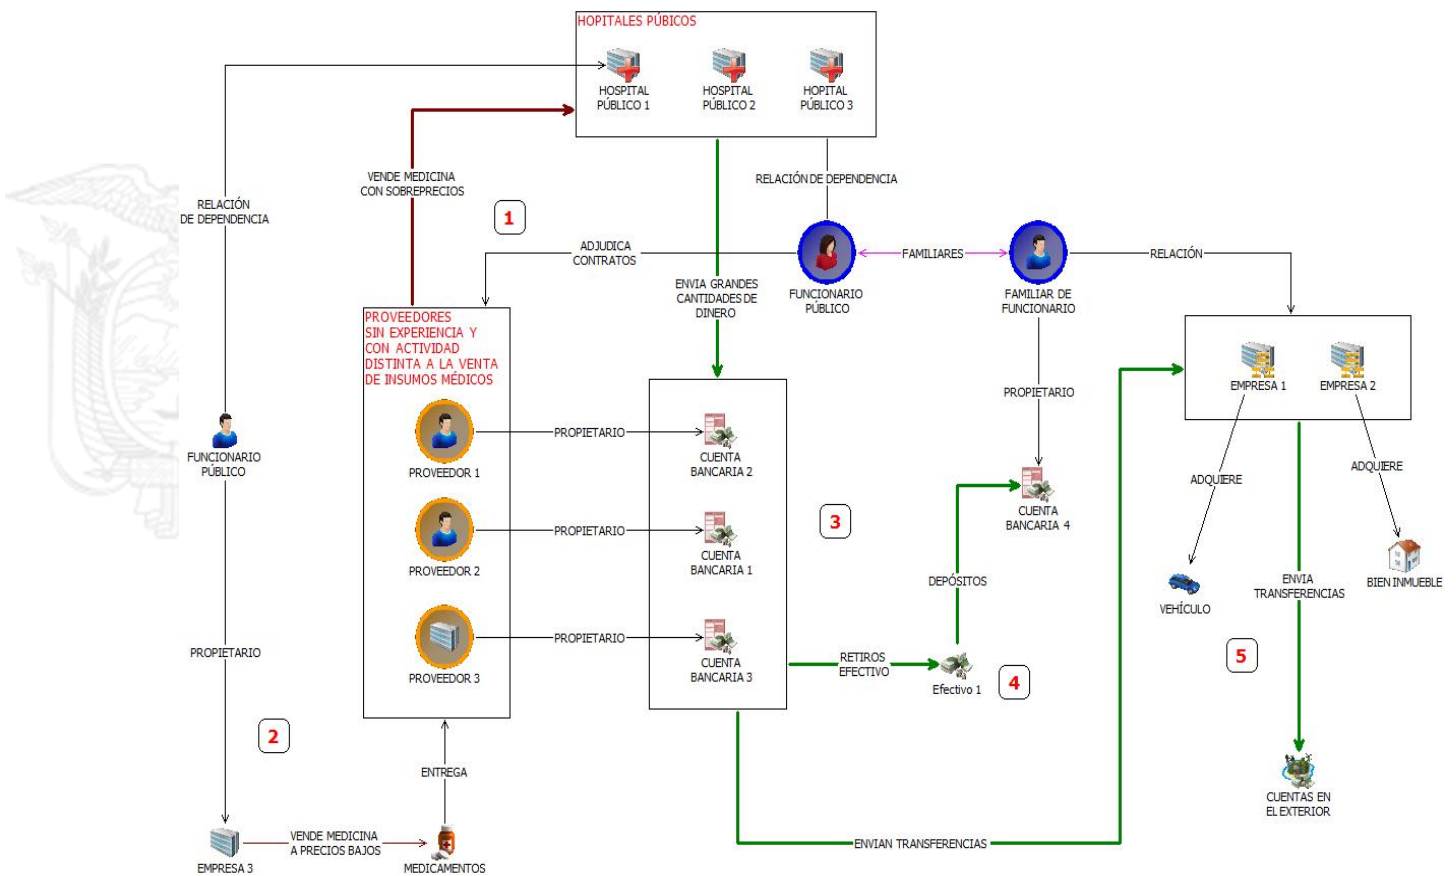 HOPITALES PÚBICOS
HOSPITAL
PÚBLICO 1
HOSPITAL
PÚBLICO 2
HOPITAL
PÚBLICO 3
VENDE MEDICINA
CON SOBREPRECIOS
RELACIÓN DE DEPENDENCIA
RELACIÓN
DE DEPENDENCIA
1
ADJUDICA
CONTRATOS
FAMILIARES
RELACIÓN
ENVIA GRANDES
CANTIDADES DE
DINERO
FUNCIONARIO
PÚBLICO
FAMILIAR DE
FUNCIONARIO
PROVEEDORES
SIN EXPERIENCIA Y
CON ACTIVIDAD
DISTINTA A LA VENTA
DE INSUMOS MÉDICOS
EMPRESA 1
EMPRESA 2
PROPIETARIO
FUNCIONARIO
PÚBLICO
PROVEEDOR 1
PROPIETARIO
CUENTA
BANCARIA 2
ADQUIERE
ADQUIERE
CUENTA
BANCARIA 4
3
PROVEEDOR 2
PROPIETARIO
CUENTA
BANCARIA 1
DEPÓSITOS
VEHÍCULO
ENVIA
TRANSFERENCIAS
BIEN INMUEBLE
PROPIETARIO
PROVEEDOR 3
PROPIETARIO
CUENTA
BANCARIA 3
RETIROS
EFECTIVO
Efectivo 1
4
5
2
ENTREGA
CUENTAS EN
EL EXTERIOR
EMPRESA 3
VENDE MEDICINA
A PRECIOS BAJOS
MEDICAMENTOS
ENVIAN TRANSFERENCIAS